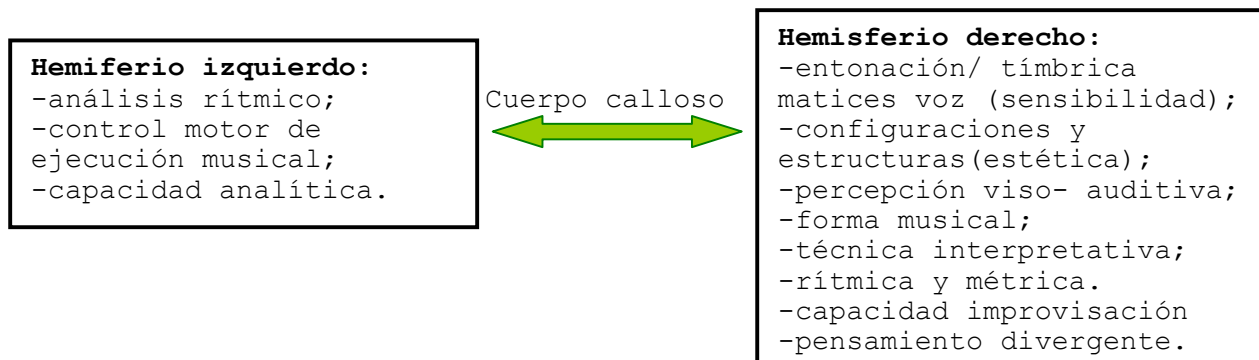 Hemiferio izquierdo:
-análisis rítmico;
-control motor de
ejecución musical;
-capacidad analítica.
Cuerpo calloso
Hemisferio derecho:
-entonación/ tímbrica
matices voz (sensibilidad);
-configuraciones y
estructuras(estética);
-percepción viso- auditiva;
-forma musical;
-técnica interpretativa;
-rítmica y métrica.
-capacidad improvisación
-pensamiento divergente.